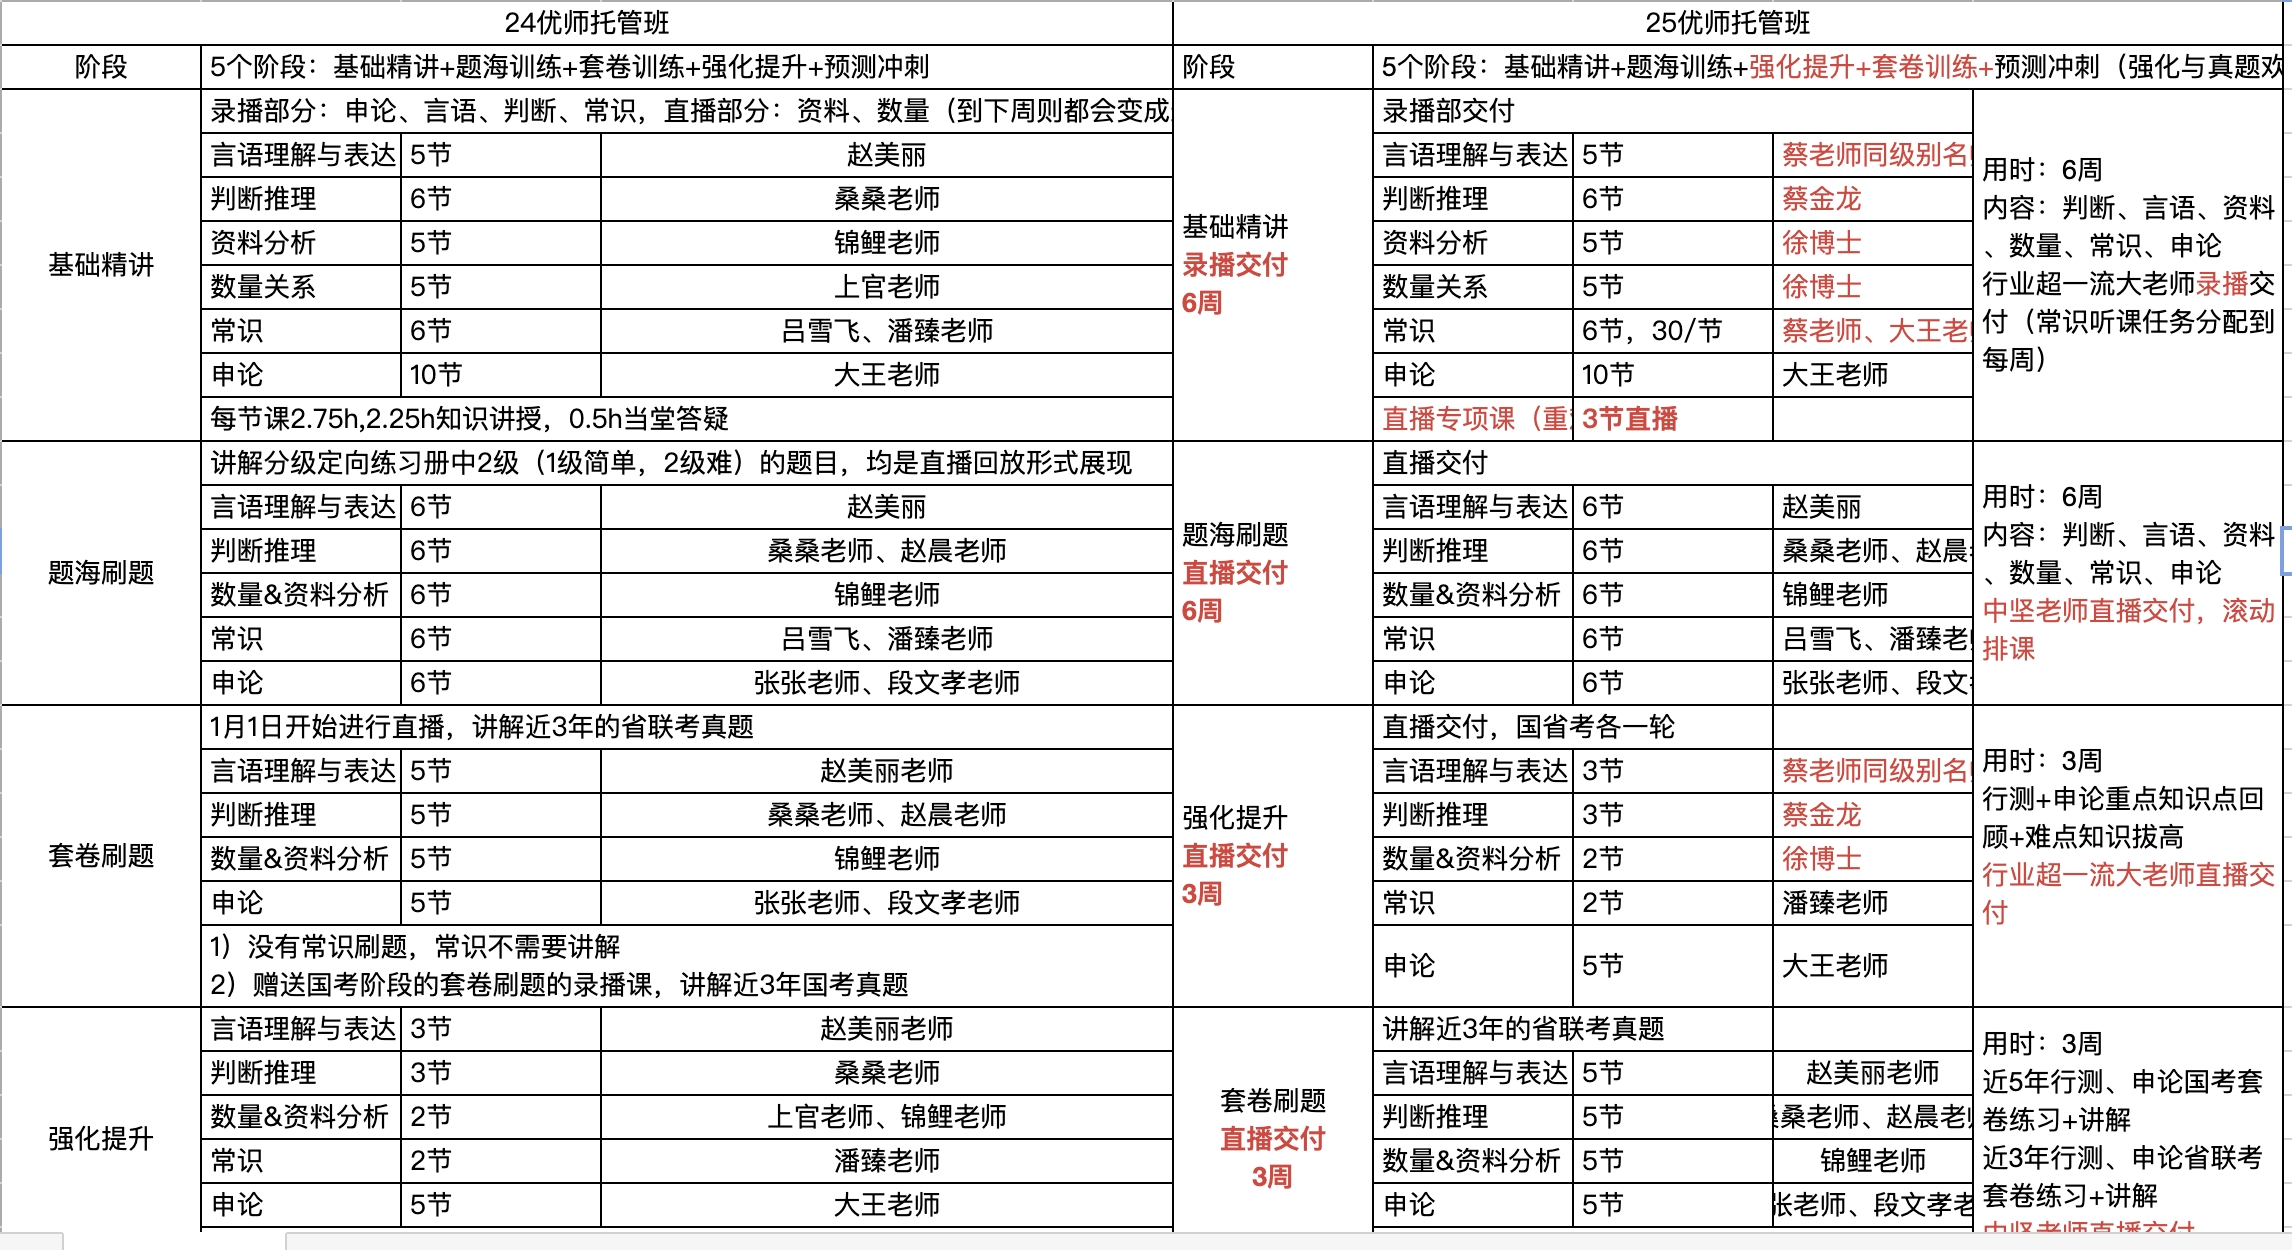 24优师托管班 25优师托管班
阶段 5个阶段：基础精讲+题海训练+套卷训练+强化提升+预测冲刺 阶段 5个阶段：基础精讲+题海训练+强化提升+套卷训练+预测冲刺（强化与真题
基础精讲
录播部分：申论、言语、判断、常识，直播部分：资料、数量（到下周则都会变成
言语理解与表达 5节 赵美丽
判断推理 6节 桑桑老师
资料分析 5节 锦鲤老师
数量关系 5节 上官老师
常识 6节 吕雪飞、潘臻老师
申论 10节 大王老师
每节课2.75h,2.25h知识讲授，0.5h当堂答疑
基础精讲
录播交付
6周
录播部交付
言语理解与表达 5节 蔡老师同级别名
判断推理 6节 蔡金龙
资料分析 5节 徐博士
数量关系 5节 徐博士
常识 6节，30/节 蔡老师、大王老
申论 10节 大王老师
直播专项课（重 3节直播
用时：6周
内容：判断、言语、资料
、数量、常识、申论
行业超一流大老师录播交
付（常识听课任务分配到
每周）
题海刷题
讲解分级定向练习册中2级（1级简单，2级难）的题目，均是直播回放形式展现
言语理解与表达 6节 赵美丽
判断推理 6节 桑桑老师、赵晨老师
数量&资料分析 6节 锦鲤老师
常识 6节 吕雪飞、潘臻老师
申论 6节 张张老师、段文孝老师
题海刷题
直播交付
6周
直播交付
言语理解与表达 6节 赵美丽
判断推理 6节 桑桑老师、赵晨
数量&资料分析 6节 锦鲤老师
常识 6节 吕雪飞、潘臻老
申论 6节 张张老师、段文
用时：6周
内容：判断、言语、资料
、数量、常识、申论
中坚老师直播交付，滚动
排课
套卷刷题
1月1日开始进行直播，讲解近3年的省联考真题
言语理解与表达 5节 赵美丽老师
判断推理 5节 桑桑老师、赵晨老师
数量&资料分析 5节 锦鲤老师
申论 5节 张张老师、段文孝老师
1）没有常识刷题，常识不需要讲解
2）赠送国考阶段的套卷刷题的录播课，讲解近3年国考真题
强化提升
直播交付
3周
直播交付，国省考各一轮
言语理解与表达 3节 蔡老师同级别名
判断推理 3节 蔡金龙
数量&资料分析 2节 徐博士
常识 2节 潘臻老师
申论 5节 大王老师
用时：3周
行测+申论重点知识点回
顾+难点知识拔高
行业超一流大老师直播交
付
强化提升
言语理解与表达 3节 赵美丽老师
判断推理 3节 桑桑老师
数量&资料分析 2节 上官老师、锦鲤老师
常识 2节 潘臻老师
申论 5节 大王老师
套卷刷题
直播交付
3周
讲解近3年的省联考真题
言语理解与表达 5节 赵美丽老师
判断推理 5节 桑老师、赵晨老
数量&资料分析 5节 锦鲤老师
申论 5节 张老师、段文孝老
用时：3周
近5年行测、申论国考套
卷练习+讲解
近3年行测、申论省联考
套卷练习+讲解
中坚老师直播交付